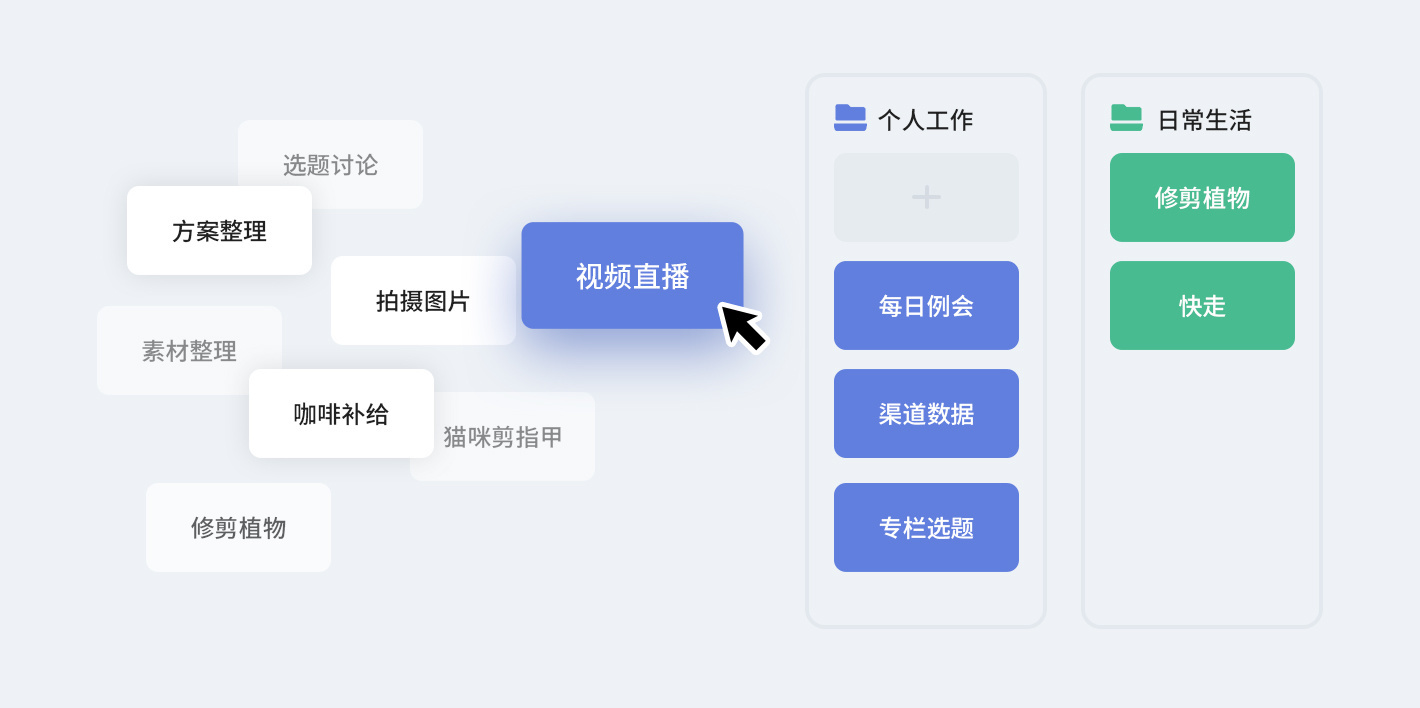 选题讨论
方案整理
视频直播
拍摄图片
素材整理
咖啡补给
猫咪剪指甲
修剪植物
个人工作
每日例会
渠道数据
专栏选题
日常生活
修剪植物
快走